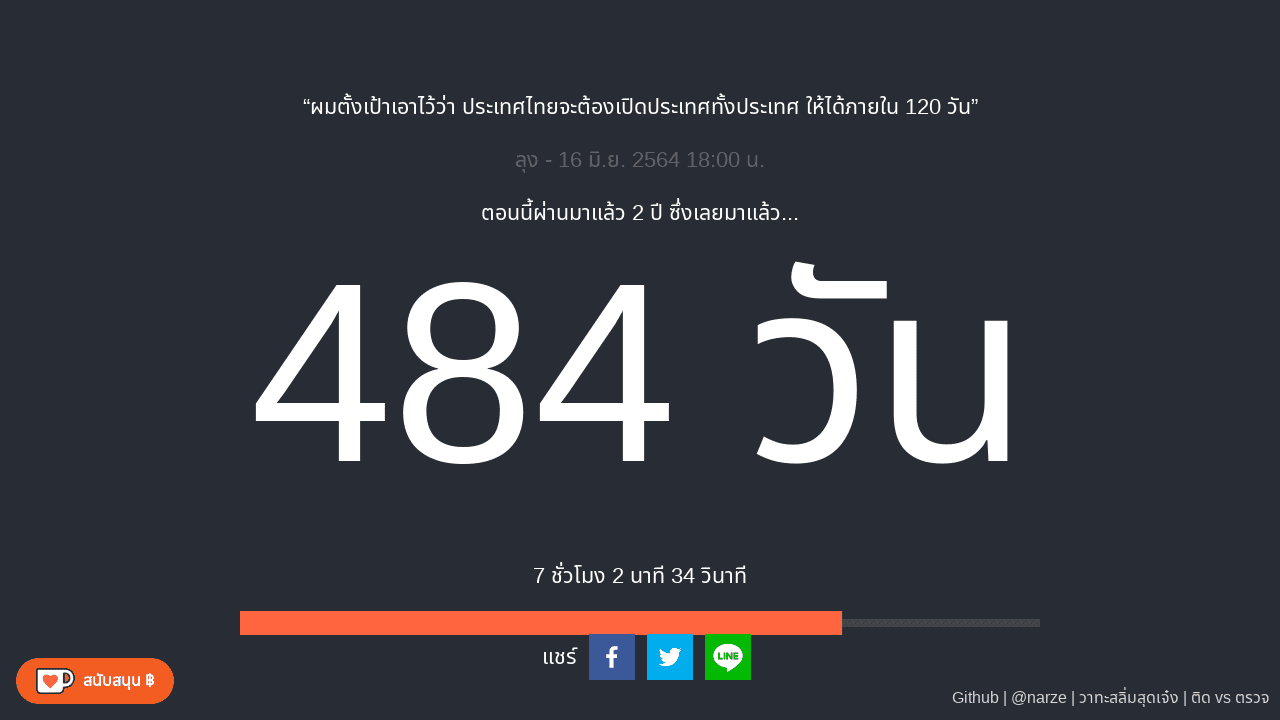 “ผมตั้งเป้าเอาไว้ว่า ประเทศไทยจะต้องเปิดประเทศทั้งประเทศ ให้ได้ภายใน 120 วัน”
ลุง - 16 มิ.ย. 2564 18:00 น.
ตอนนี้ผ่านมาแล้ว 2 ปี ซึ่งเลยมาแล้ว...
484 วัน
7 ชั่วโมง 2 นาที 34 วินาที
แชร์
LINE
สนับสนุน ฿
Github | @narze | วาทะสลิ่มสุดเจ๋ง | ติด vs ตรวจ